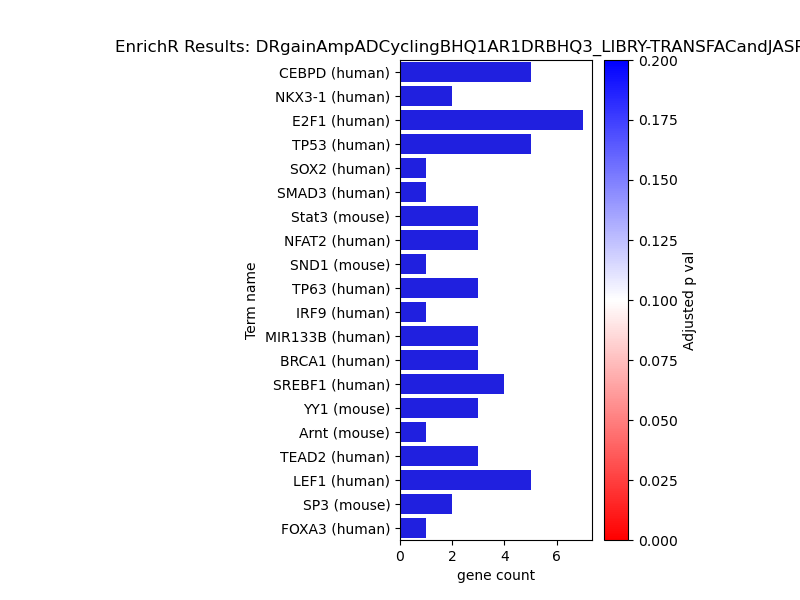 EnrichR Results: DRgainAmpADCyclingBHQ1AR1DRBHQ3_LIBRY-TRANSFACandJASP
CEBPD (human)
NKX3-1 (human)
E2F1 (human)
TP53 (human)
SOX2 (human)
SMAD3 (human)
Stat3 (mouse)
NFAT2 (human)
SND1 (mouse)
TP63 (human)
IRF9 (human)
MIR133B (human)
BRCA1 (human)
SREBF1 (human)
YY1 (mouse)
Arnt (mouse)
TEAD2 (human)
LEF1 (human)
SP3 (mouse)
FOXA3 (human)
Term name
0 2 4 6
gene count
0.200
0.175
0.150
0.125
0.100
0.075
0.050
0.025
0.000
Adjusted p val